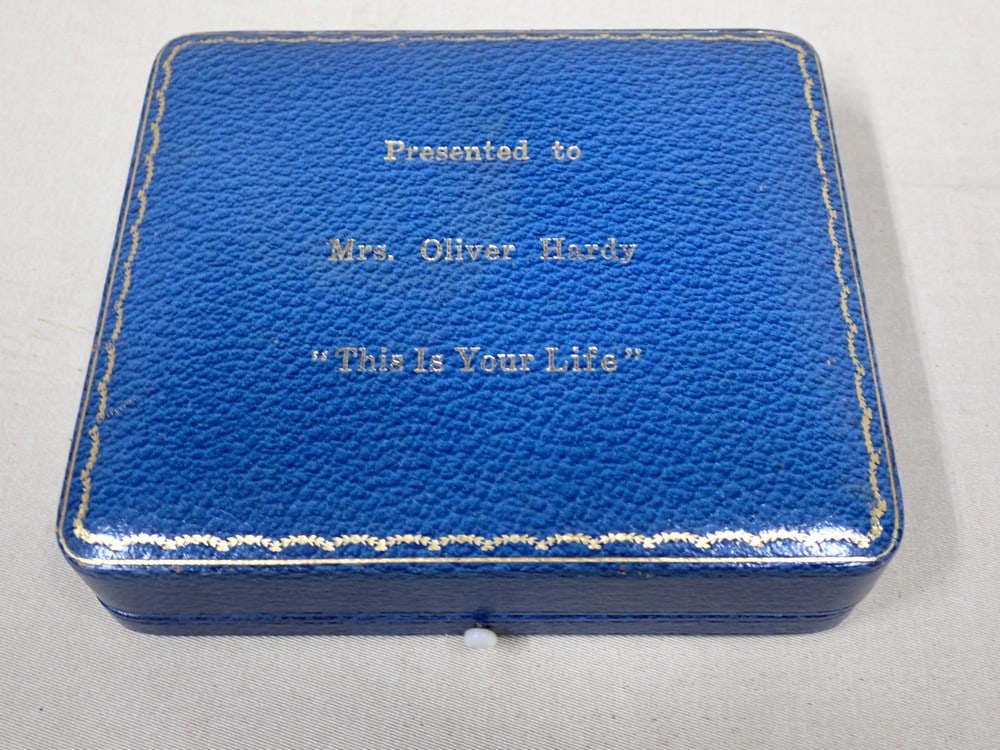 Presented to
Mrs. Oliver Hardy
“This Is Your Life”